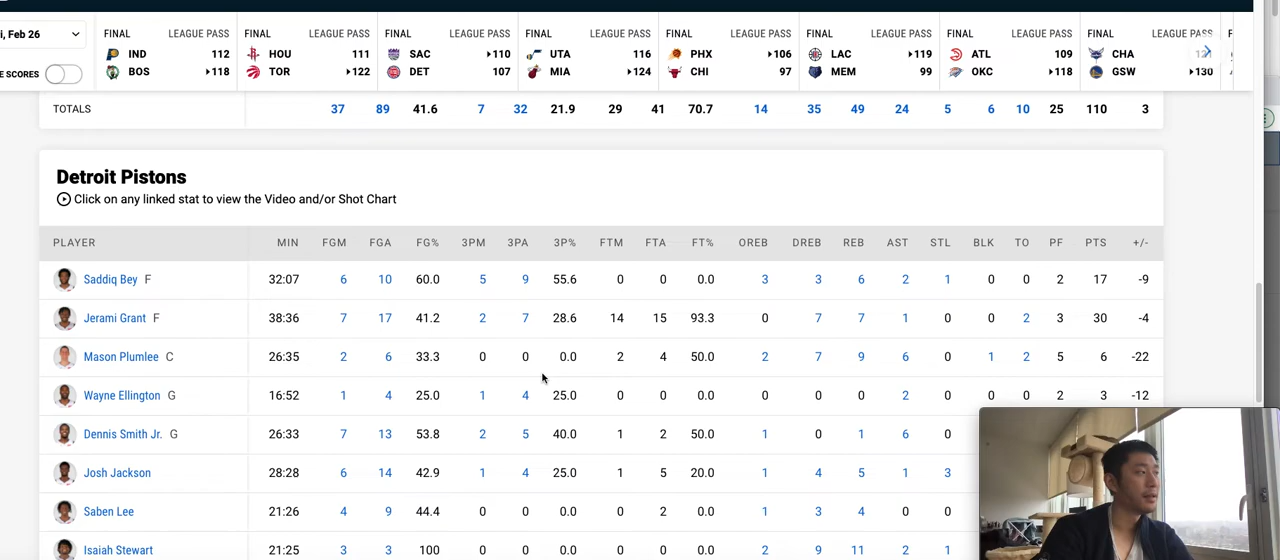 i, Feb 26
E SCORES
FINAL LEAGUE PASS
IND 112
BOS 118
FINAL LEAGUE PASS
HOU 111
TOR 122
FINAL LEAGUE PASS
SAC 110
DET 107
FINAL LEAGUE PASS
UTA 116
MIA 124
FINAL LEAGUE PASS
PHX 106
CHI 97
FINAL LEAGUE PASS
LAC 119
MEM 99
FINAL LEAGUE PASS
ATL 109
OKC 118
FINAL LEAGUE PASS
CHA
GSW 130
TOTALS 37 89 41.6 7 32 21.9 29 41 70.7 14 35 49 24 5 6 10 25 110 3
Detroit Pistons
Click on any linked stat to view the Video and/or Shot Chart
PLAYER MIN FGM FGA FG% 3PM 3PA 3P% FTM FTA FT% OREB DREB REB AST STL BLK TO PF PTS +/-
Saddiq Bey F 32:07 6 10 60.0 5 9 55.6 0 0 0.0 3 3 6 2 1 0 0 2 17 -9
Jerami Grant F 38:36 7 17 41.2 2 7 28.6 14 15 93.3 0 7 7 1 0 0 2 3 30 -4
Mason Plumlee C 26:35 2 6 33.3 0 0 0.0 2 4 50.0 2 7 9 6 0 1 2 5 6 -22
Wayne Ellington G 16:52 1 4 25.0 1 4 25.0 0 0 0.0 0 0 0 2 0 0 0 2 3 -12
Dennis Smith Jr. G 26:33 7 13 53.8 2 5 40.0 1 2 50.0 1 0 1 6 0
Josh Jackson 28:28 6 14 42.9 1 4 25.0 1 5 20.0 1 4 5 1 3
Saben Lee 21:26 4 9 44.4 0 0 0.0 0 2 0.0 1 3 4 0 0
Isaiah Stewart 21:25 3 3 100 0 0 0.0 0 0 0.0 2 9 11 2 1